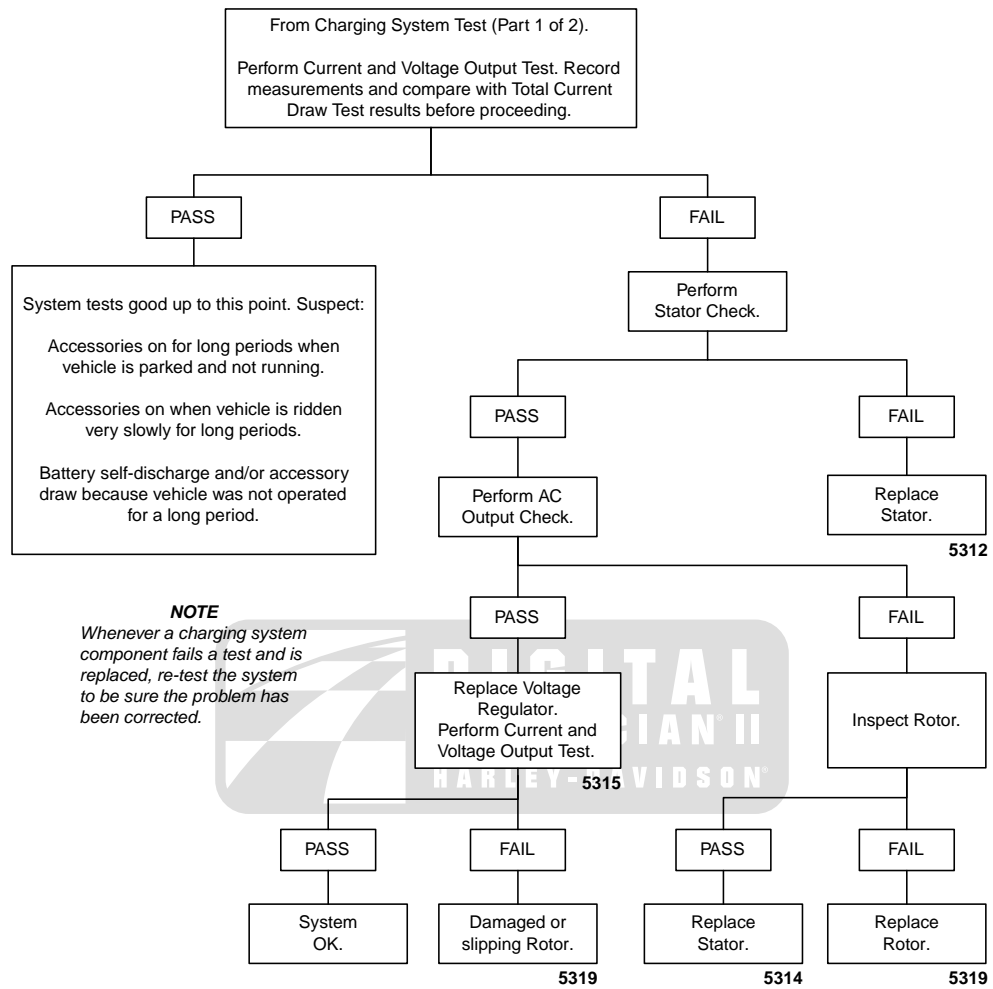 From Charging System Test (Part 1 of 2).
Perform Current and Voltage Output Test. Record
measurements and compare with Total Current
Draw Test results before proceeding.
PASS
FAIL
System tests good up to this point. Suspect:
Accessories on for long periods when
vehicle is parked and not running.
Accessories on when vehicle is ridden
very slowly for long periods.
Battery self-discharge and/or accessory
draw because vehicle was not operated
for a long period.
Perform
Stator Check.
PASS
FAIL
Perform AC
Output Check.
Replace
Stator.
5312
NOTE
Whenever a charging system
component fails a test and is
replaced, re-test the system
to be sure the problem has
been corrected.
PASS
FAIL
Replace Voltage
Regulator.
Perform Current and
Voltage Output Test.
5315
Inspect Rotor.
PASS
FAIL
PASS
FAIL
System
OK.
Damaged or
slipping Rotor.
5319
Replace
Stator.
5314
Replace
Rotor.
5319